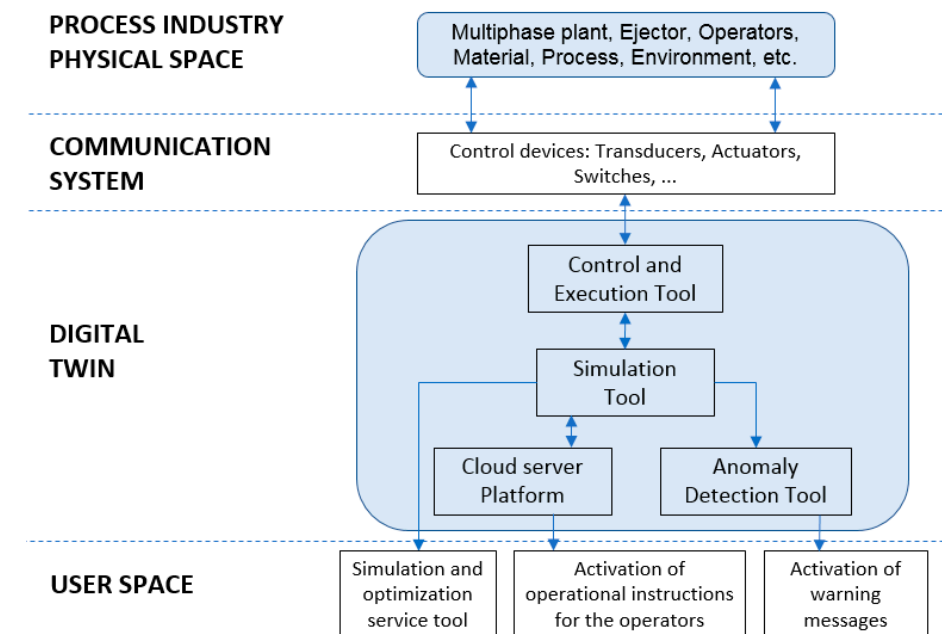 PROCESS INDUSTRY
PHYSICAL SPACE
Multiphase plant, Ejector, Operators,
Material, Process, Environment, etc.
COMMUNICATION
SYSTEM
Control devices: Transducers, Actuators,
Switches, ...
DIGITAL
TWIN
Control and
Execution Tool
Simulation
Tool
Cloud server
Platform
Anomaly
Detection Tool
USER SPACE
Simulation and
optimization
service tool
Activation of
operational instructions
for the operators
Activation of
warning
messages